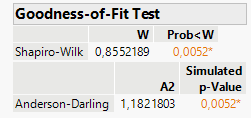 Goodness-of-Fit Test
W Prob<W
Shapiro-Wilk 0,8552189 0,0052*
Simulated
A2 p-Value
Anderson-Darling 1,1821803 0,0052*